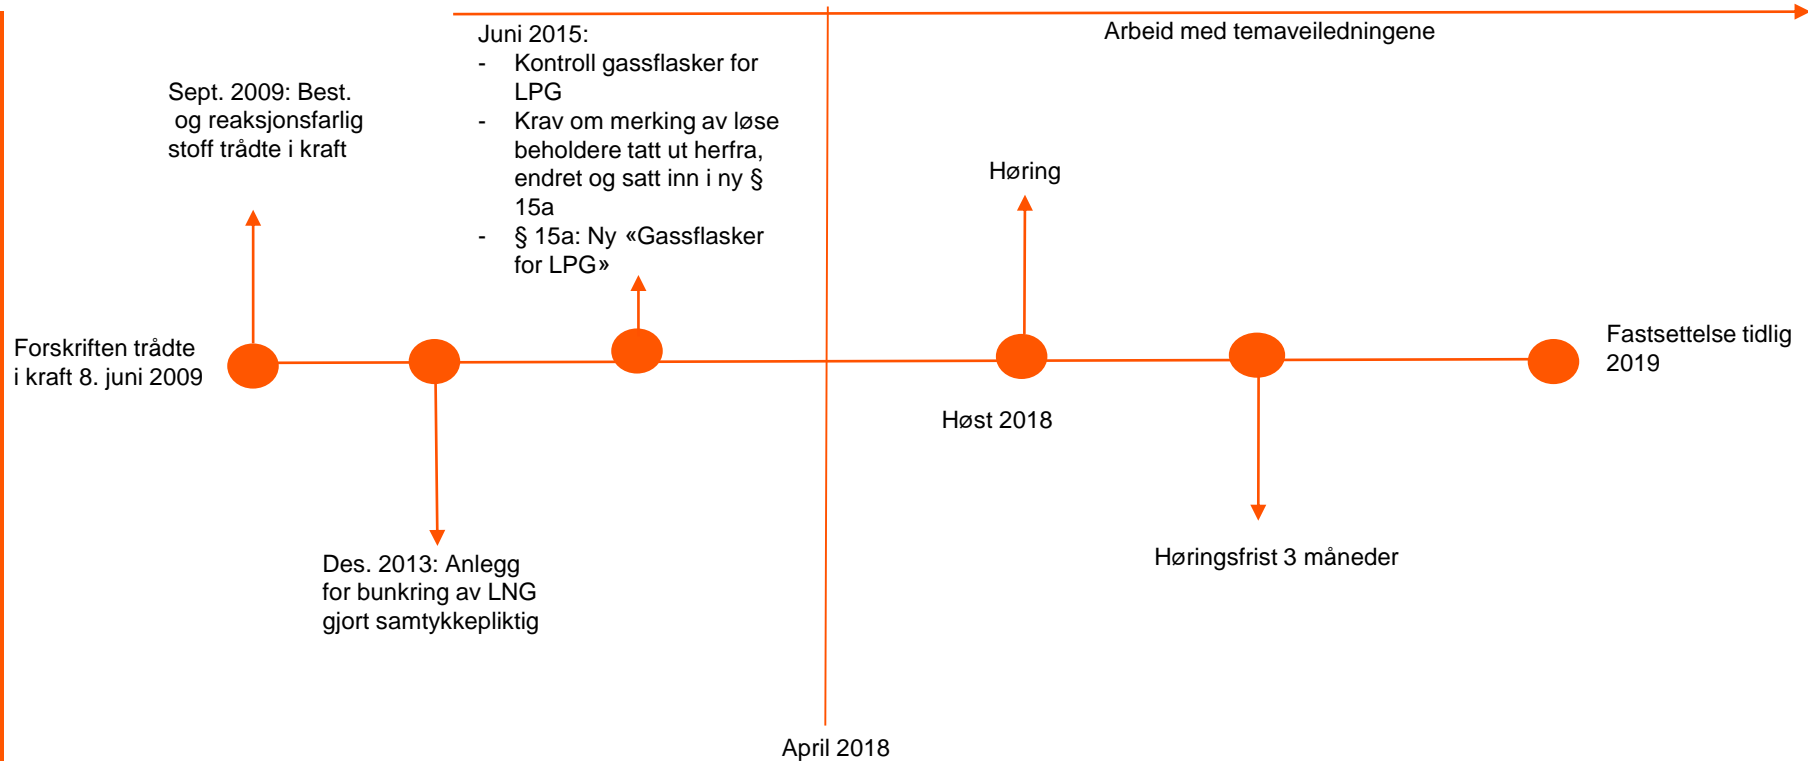 Forskriften trådte
i kraft 8. juni 2009
Sept. 2009: Best.
og reaksjonsfarlig
stoff trådte i kraft
Des. 2013: Anlegg
for bunkring av LNG
gjort samtykkepliktig
Juni 2015:
- Kontroll gassflasker for
LPG
- Krav om merking av løse
beholdere tatt ut herfra,
endret og satt inn i ny §
15a
- § 15a: Ny «Gassflasker
for LPG»
April 2018
Arbeid med temaveiledningene
Høring
Høst 2018
Høringsfrist 3 måneder
Fastsettelse tidlig
2019